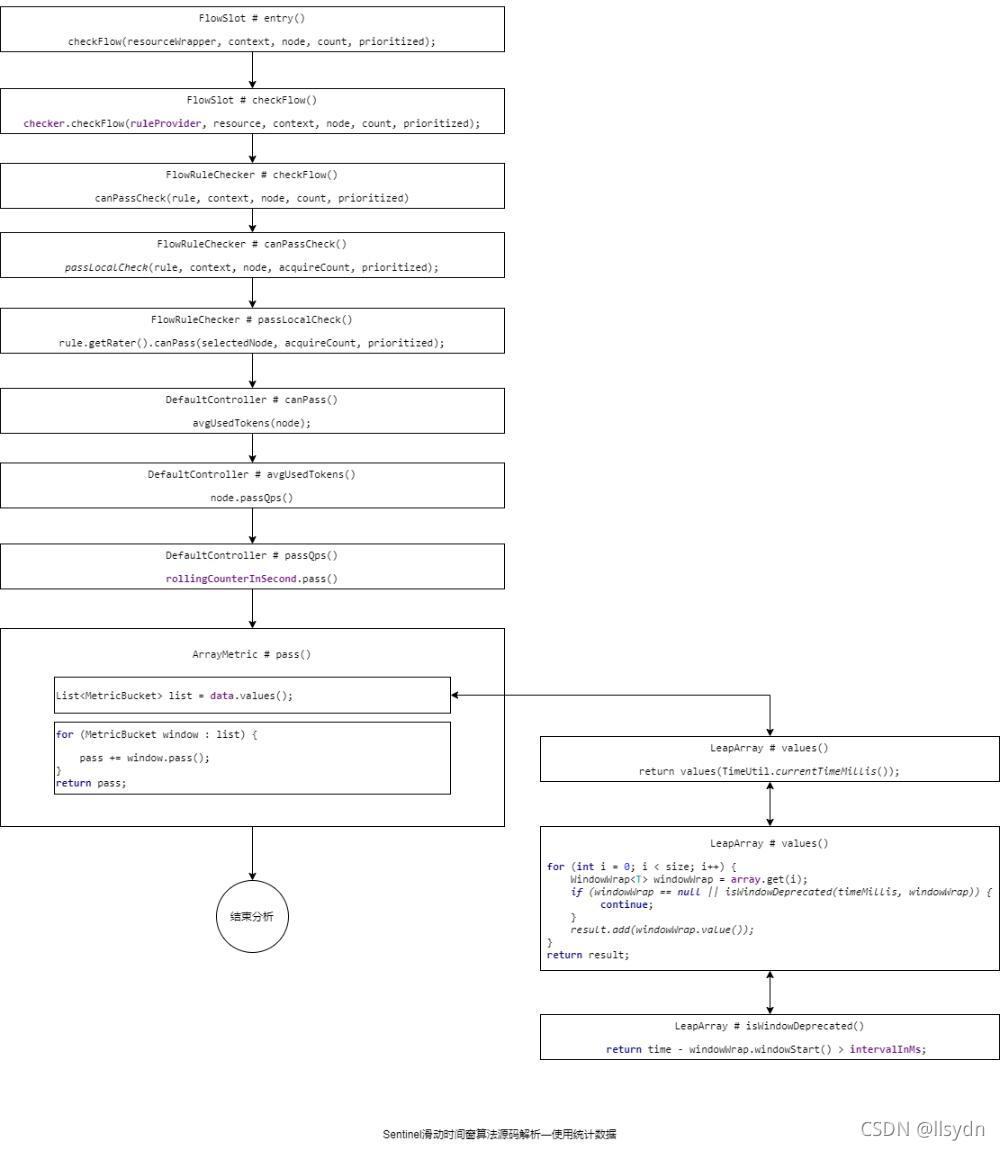 FlowSlot # entry()
checkFlow(resourceWrapper, context, node, count, prioritized);
FlowSlot # checkFlow()
checker.checkFlow(ruleProvider, resource, context, node, count, prioritized);
FlowRuleChecker # checkFlow()
canPassCheck(rule, context, node, count, prioritized)
FlowRuleChecker # canPassCheck()
passLocalCheck(rule, context, node, acquireCount, prioritized);
FlowRuleChecker # passLocalCheck()
rule.getRater().canPass(selectedNode, acquireCount, prioritized);
DefaultController # canPass()
avgUsedTokens(node);
DefaultController # avgUsedTokens()
node.passQps()
DefaultController # passQps()
rollingCounterInSecond.pass()
ArrayMetric # pass()
List<MetricBucket> list = data.values();
for (MetricBucket window : list) {
pass += window.pass();
}
return pass;
结束分析
LeapArray # values()
return values(TimeUtil.currentTimeMillis());
LeapArray # values()
for (int i = 0; i < size; i++) {
WindowWrap<T> windowWrap = array.get(i);
if (windowWrap == null || isWindowDeprecated(timeMillis, windowWrap)) {
continue;
}
result.add(windowWrap.value());
}
return result;
LeapArray # isWindowDeprecated()
return time - windowWrap.windowStart() > intervalInMs;
Sentinel滑动时间窗算法源码解析—使用统计数据
CSDN @llsydn